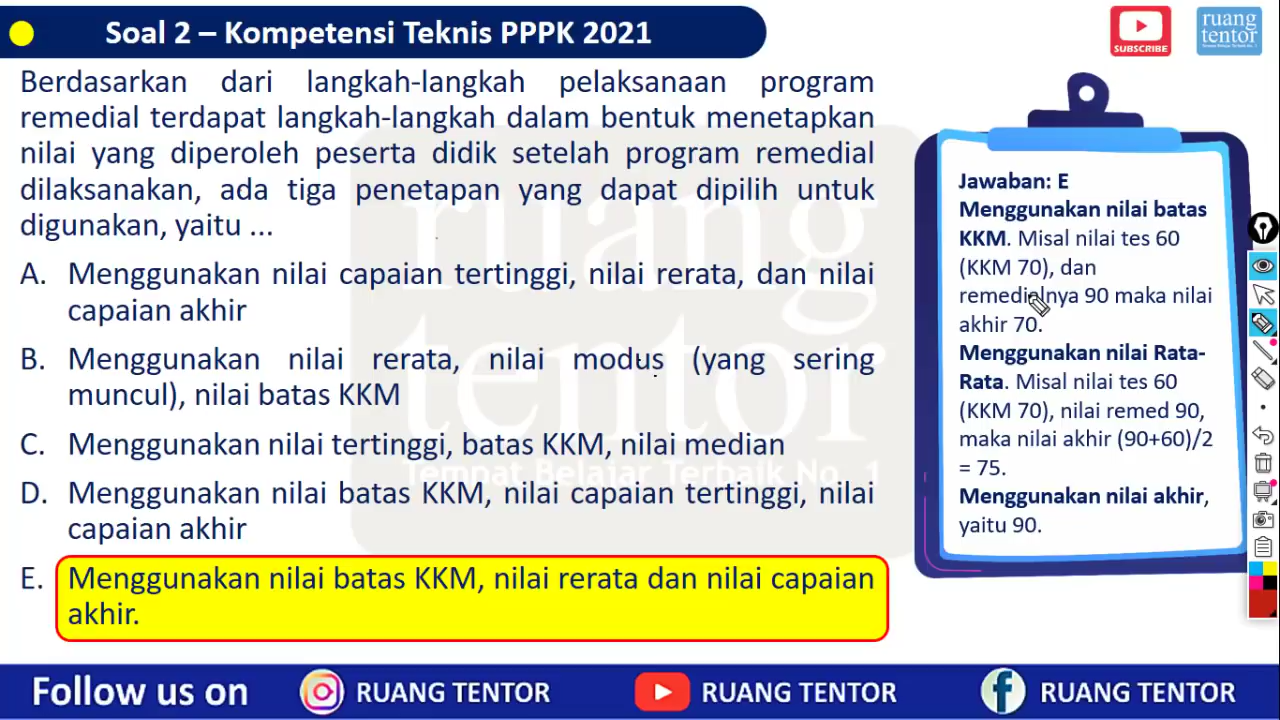 Soal 2 – Kompetensi Teknis PPPK 2021
SUBSCRIBE
ruang
tentor
Berdasarkan dari langkah-langkah pelaksanaan program
remedial terdapat langkah-langkah dalam bentuk menetapkan
nilai yang diperoleh peserta didik setelah program remedial
dilaksanakan, ada tiga penetapan yang dapat dipilih untuk
digunakan, yaitu ...
A. Menggunakan nilai capaian tertinggi, nilai rerata, dan nilai
capaian akhir
B. Menggunakan nilai rerata, nilai modus (yang sering
muncul), nilai batas KKM
C. Menggunakan nilai tertinggi, batas KKM, nilai median
D. Menggunakan nilai batas KKM, nilai capaian tertinggi, nilai
capaian akhir
E. Menggunakan nilai batas KKM, nilai rerata dan nilai capaian
akhir.
ruang
tentor
Tempat Belajar Terbaik No. 1
Jawaban: E
Menggunakan nilai batas
KKM. Misal nilai tes 60
(KKM 70), dan
remedialnya 90 maka nilai
akhir 70.
Menggunakan nilai Rata-
Rata. Misal nilai tes 60
(KKM 70), nilai remed 90,
maka nilai akhir (90+60)/2
= 75.
Menggunakan nilai akhir,
yaitu 90.
Follow us on
RUANG TENTOR
RUANG TENTOR
RUANG TENTOR